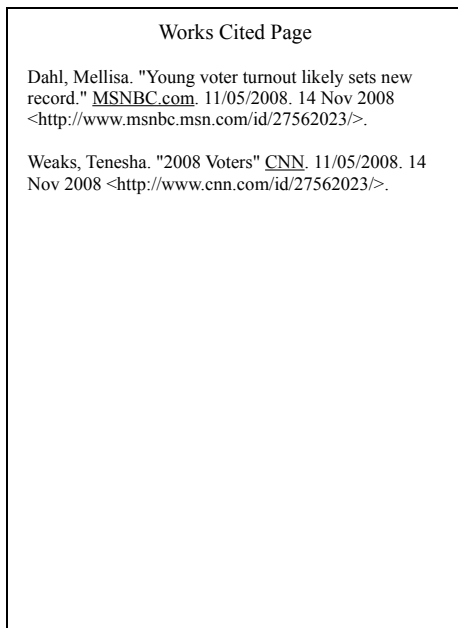 Works Cited Page
Dahl, Mellisa. "Young voter turnout likely sets new
record." MSNBC.com. 11/05/2008. 14 Nov 2008
<http://www.msnbc.msn.com/id/27562023/>.
Weaks, Tenesha. "2008 Voters" CNN. 11/05/2008. 14
Nov 2008 <http://www.cnn.com/id/27562023/>.